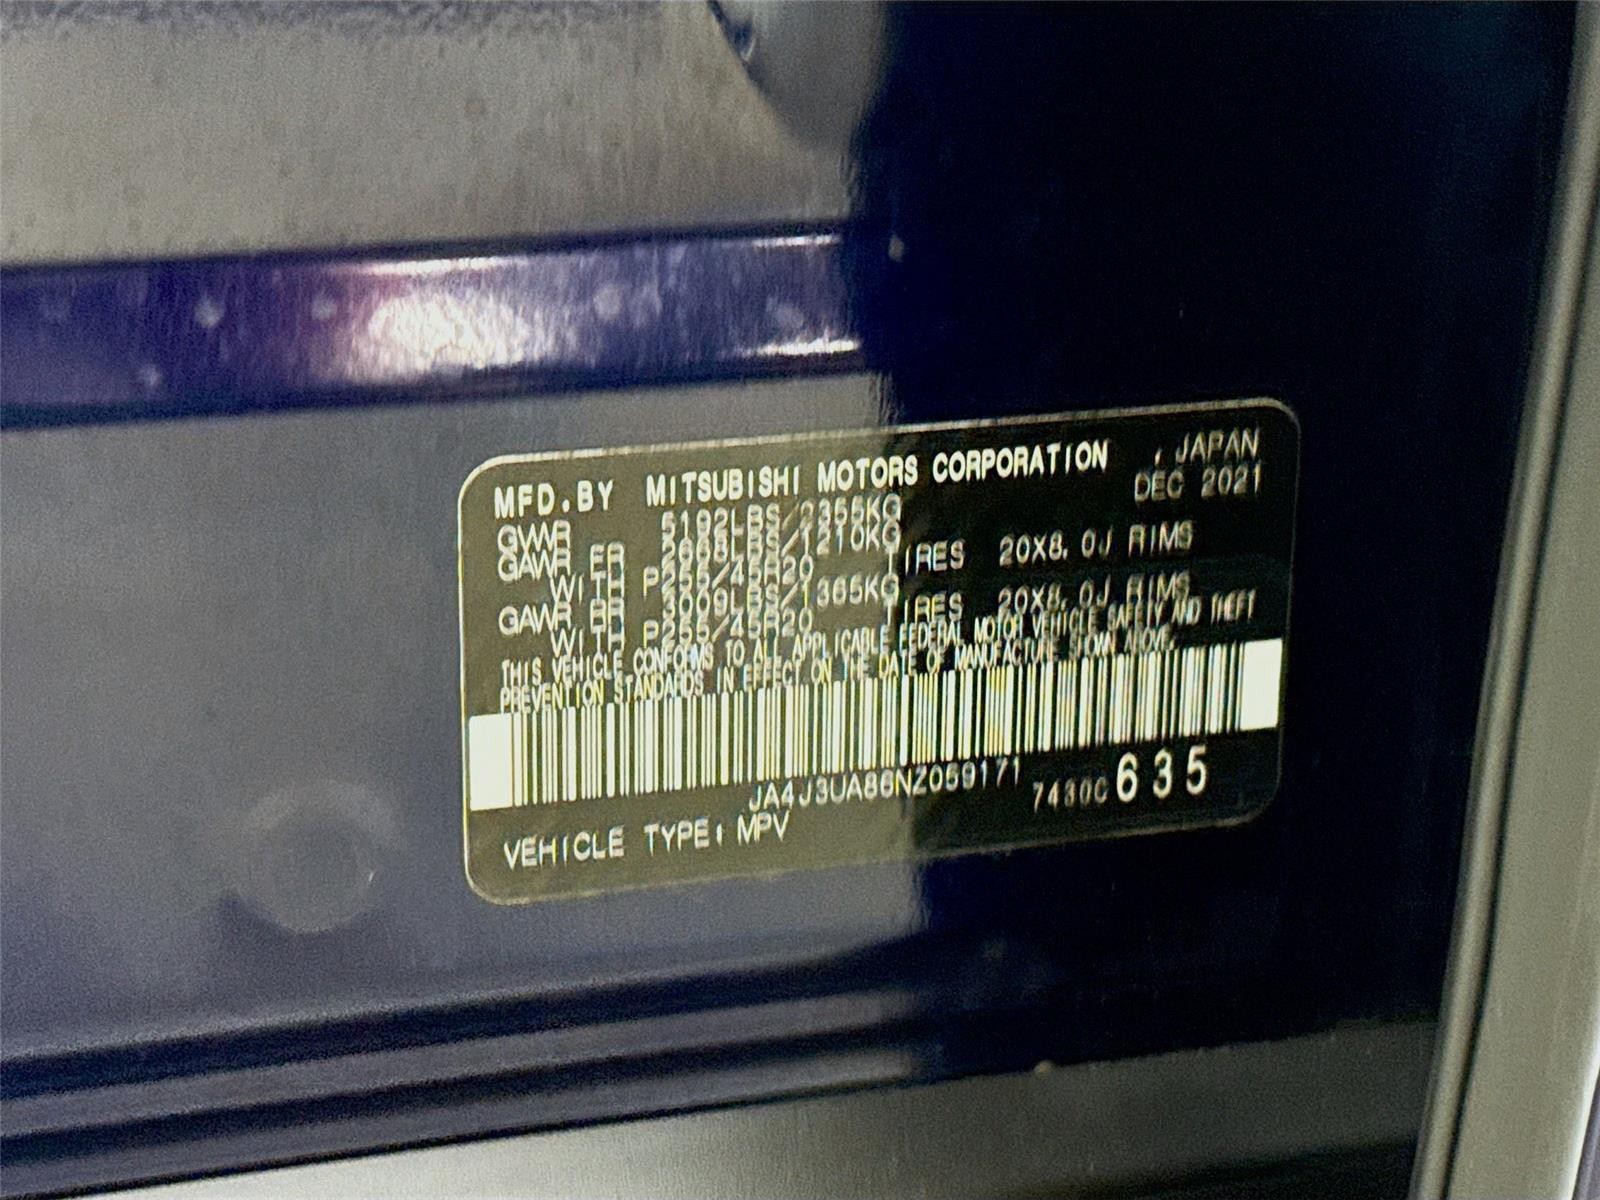 MFD.BY MITSUBISHI MOTORS CORPORATION , JAPAN
DEC 2021
GVWR 5192LBS/2355KG
GAWR FR 2668LBS/1210KG
WITH P255/45R20 TIRES 20X8.0J RIMS
GAWR RR 3009LBS/1365KG
WITH P255/45R20 TIRES 20X8.0J RIMS
THIS VEHICLE CONFORMS TO ALL APPLICABLE FEDERAL MOTOR VEHICLE SAFETY AND THEFT
PREVENTION STANDARDS IN EFFECT ON THE DATE OF MANUFACTURE SHOWN ABOVE.
JA4J3UA86NZ059171 7430C635
VEHICLE TYPE: MPV